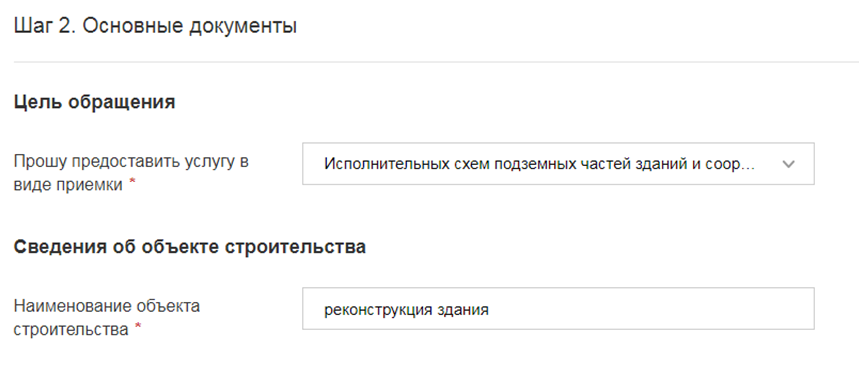 Шаг 2. Основные документы
Цель обращения
Прошу предоставить услугу в
виде приемки *
Исполнительных схем подземных частей зданий и соор...
Сведения об объекте строительства
Наименование объекта
строительства *
реконструкция здания